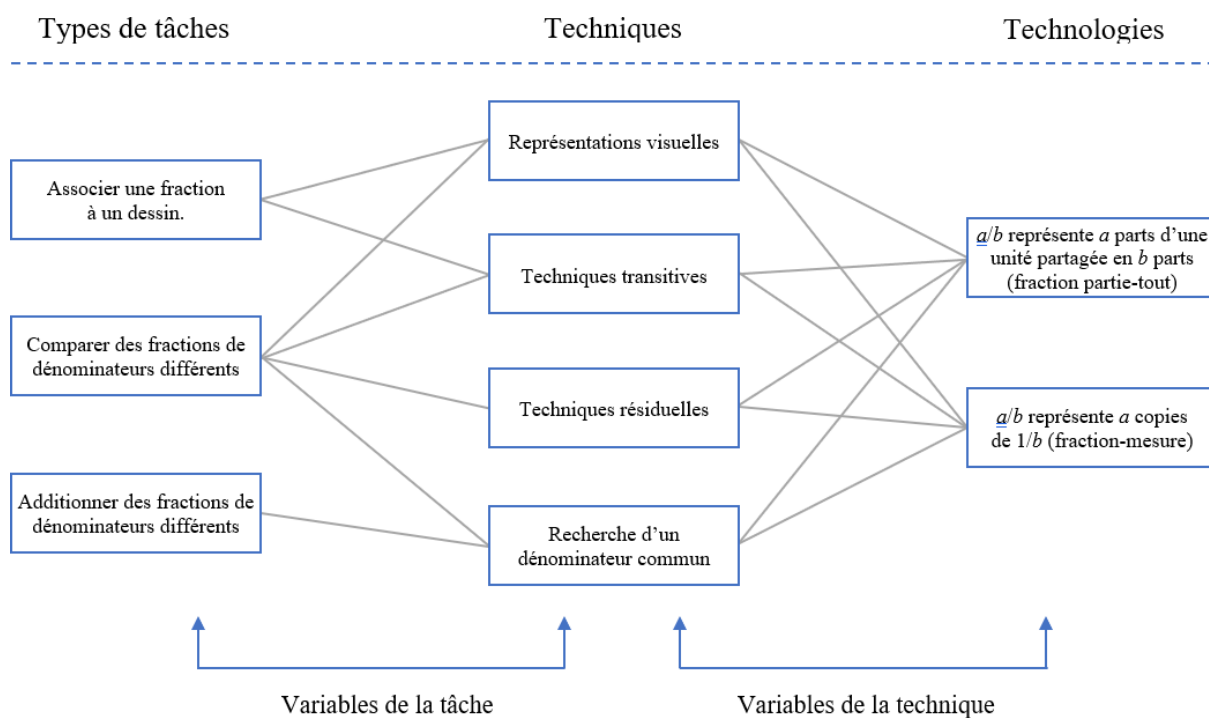 Types de tâches
Techniques
Technologies
Associer une fraction
à un dessin.
Comparer des fractions de
dénominateurs différents
Additionner des fractions de
dénominateurs différents
Représentations visuelles
Techniques transitives
Techniques résiduelles
Recherche d’un
dénominateur commun
a/b représente a parts d’une
unité partagée en b parts
(fraction partie-tout)
a/b représente a copies
de 1/b (fraction-mesure)
Variables de la tâche
Variables de la technique